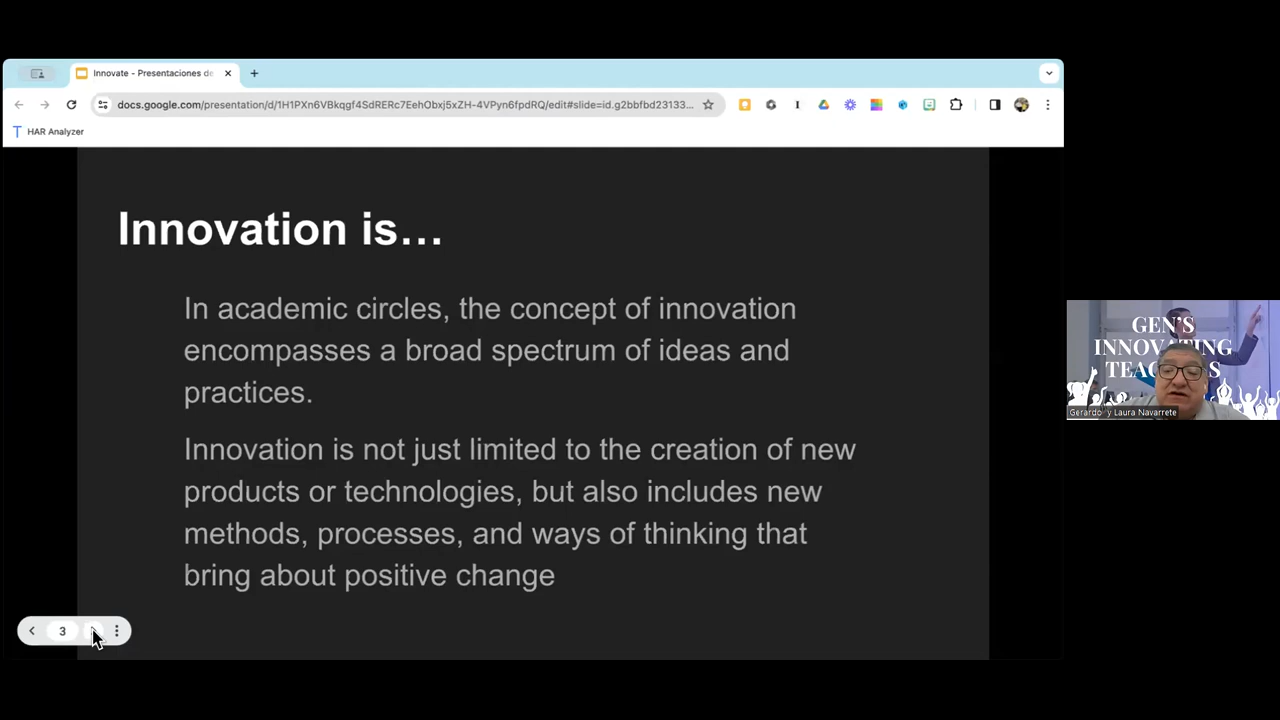 Innovate - Presentaciones de
docs.google.com/presentation/d/1H1PXn6VBkqgf4SdRERc7EehObxj5xZH-4VPyn6fpdRQ/edit#slide=id.g2bbfbd23133...
HAR Analyzer
Innovation is...
In academic circles, the concept of innovation
encompasses a broad spectrum of ideas and
practices.
Innovation is not just limited to the creation of new
products or technologies, but also includes new
methods, processes, and ways of thinking that
bring about positive change
3
GEN'S
INNOVATING
Gerardo y Laura Navarrete